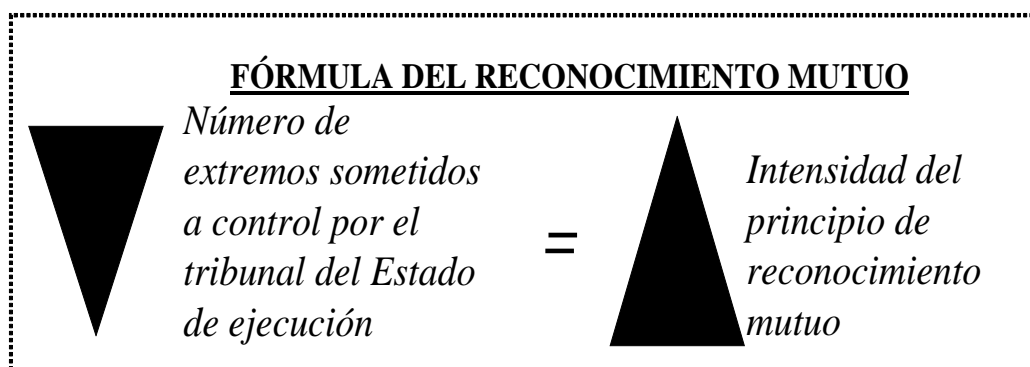 FÓRMULA DEL RECONOCIMIENTO MUTUO
Número de
extremos sometidos
a control por el
tribunal del Estado
de ejecución
=
Intensidad del
principio de
reconocimiento
mutuo